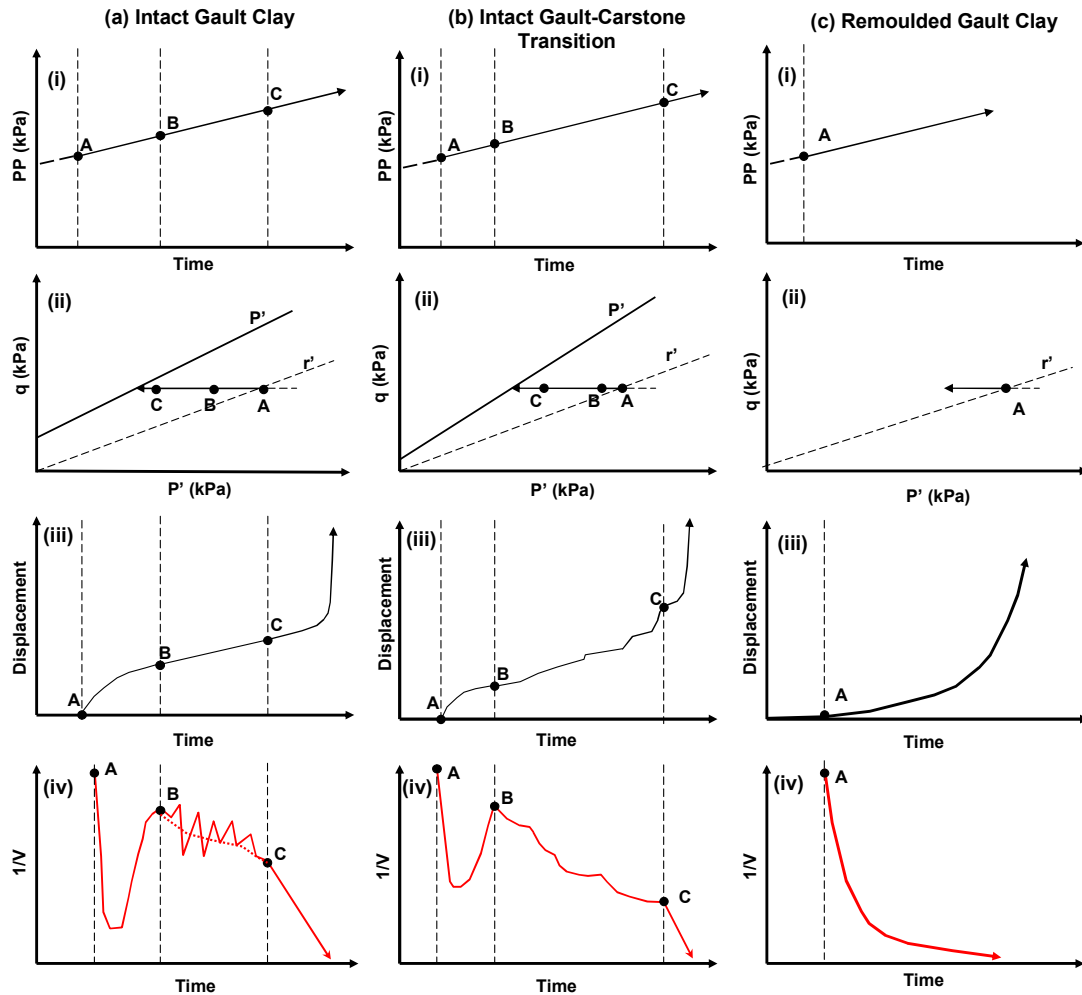 (a) Intact Gault Clay
(b) Intact Gault-Carstone
Transition
(c) Remoulded Gault Clay
(i)
PP (kPa)
A
B
C
Time
(i)
PP (kPa)
A
B
C
Time
(i)
PP (kPa)
A
Time
(ii)
q (kPa)
P'
r'
C
B
A
P' (kPa)
(ii)
q (kPa)
P'
r'
C
B
A
P' (kPa)
(ii)
q (kPa)
r'
A
P' (kPa)
(iii)
Displacement
A
B
C
Time
(iii)
Displacement
A
B
C
Time
(iii)
Displacement
A
Time
(iv)
1/V
A
B
C
Time
(iv)
1/V
A
B
C
Time
(iv)
1/V
A
Time